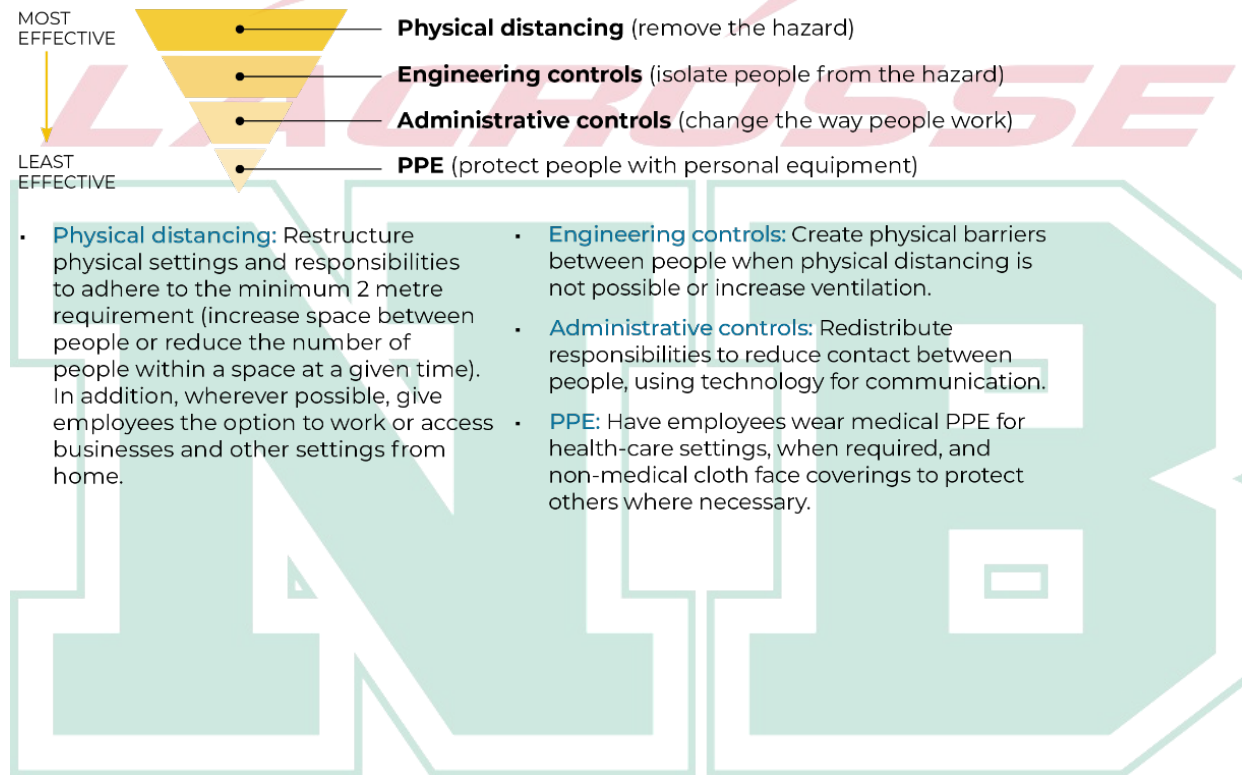 MOST
EFFECTIVE
Physical distancing (remove the hazard)
Engineering controls (isolate people from the hazard)
LACROSSE
Administrative controls (change the way people work)
LEAST
EFFECTIVE
PPE (protect people with personal equipment)
• Physical distancing: Restructure
physical settings and responsibilities
to adhere to the minimum 2 metre
requirement (increase space between
people or reduce the number of
people within a space at a given time).
In addition, wherever possible, give
employees the option to work or access
businesses and other settings from
home.
• Engineering controls: Create physical barriers
between people when physical distancing is
not possible or increase ventilation.
• Administrative controls: Redistribute
responsibilities to reduce contact between
people, using technology for communication.
• PPE: Have employees wear medical PPE for
health-care settings, when required, and
non-medical cloth face coverings to protect
others where necessary.
NB